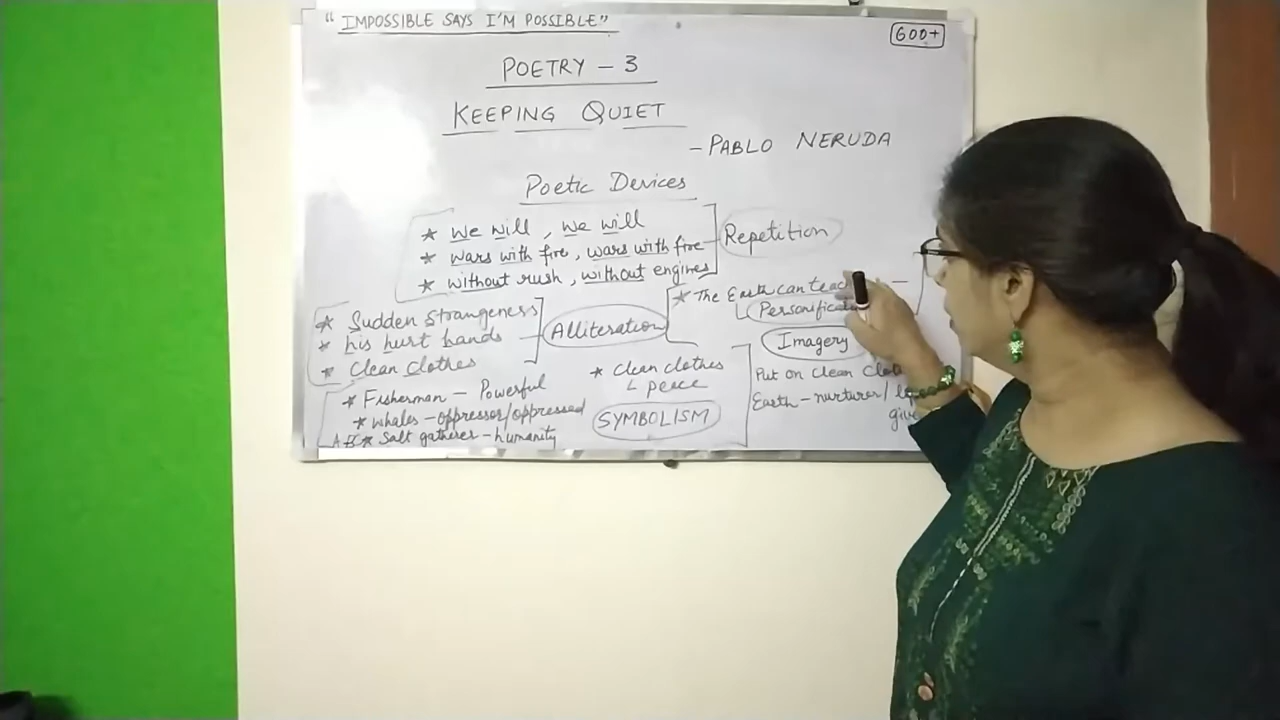 “IMPOSSIBLE SAYS I'M POSSIBLE”
600+
POETRY – 3
KEEPING QUIET
– PABLO NERUDA
Poetic Devices
* We will, we will
* wars with fire, wars with fire
* without rush, without engines
Repetition
* The Earth can
* Sudden Strangeness
* his hurt hands
* Clean clothes
Alliteration
Imagery
Put on clean
Earth – nurturer/
* Fisherman – Powerful
* whales – oppressor/oppressed
* Salt gatherer – humanity
* Clean clothes
peace
SYMBOLISM